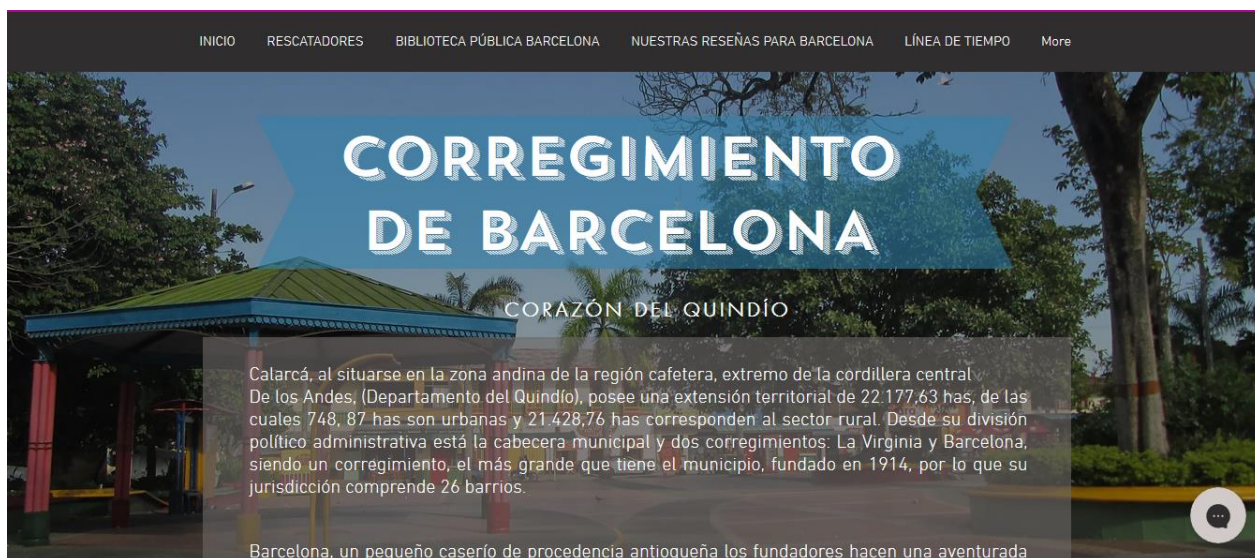 INICIO RESCATADORES BIBLIOTECA PÚBLICA BARCELONA NUESTRAS RESEÑAS PARA BARCELONA LÍNEA DE TIEMPO More
CORREGIMIENTO
DE BARCELONA
CORAZÓN DEL QUINDÍO
Calarcá, al situarse en la zona andina de la región cafetera, extremo de la cordillera central
De los Andes, (Departamento del Quindío), posee una extensión territorial de 22.177,63 has, de las
cuales 748, 87 has son urbanas y 21.428,76 has corresponden al sector rural. Desde su división
político administrativa está la cabecera municipal y dos corregimientos: La Virginia y Barcelona,
siendo un corregimiento, el más grande que tiene el municipio, fundado en 1914, por lo que su
jurisdicción comprende 26 barrios.
Barcelona, un pequeño caserío de procedencia antioqueña los fundadores hacen una aventurada